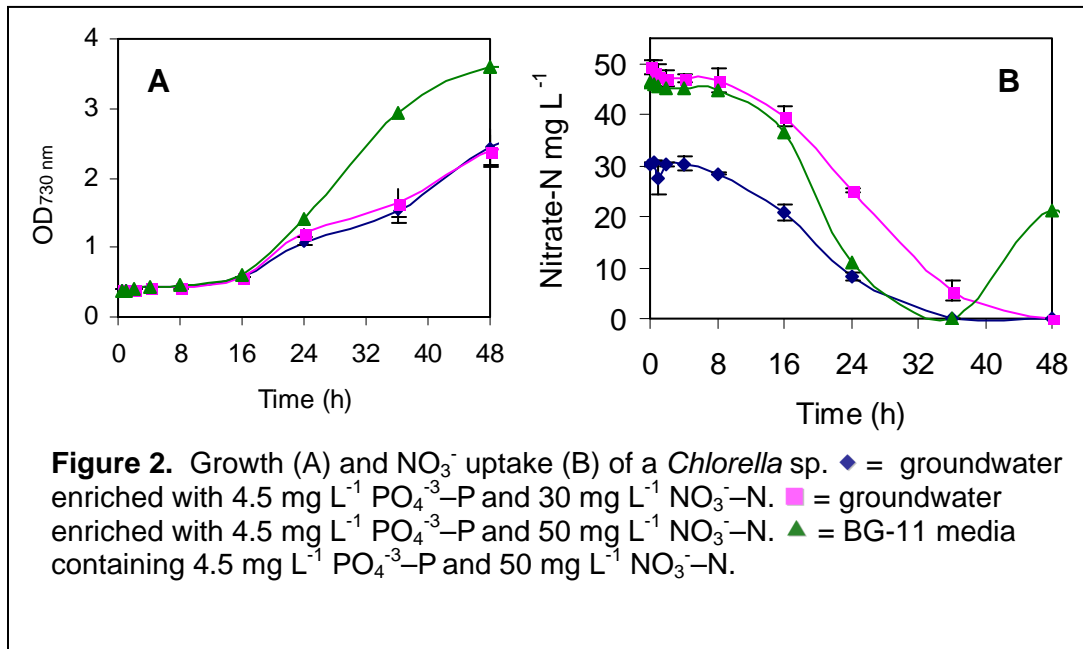 A
4
3
2
1
0
OD730 nm
0 8 16 24 32 40 48
Time (h)
B
50
40
30
20
10
0
Nitrate-N mg L-1
0 8 16 24 32 40 48
Time (h)
Figure 2. Growth (A) and NO3- uptake (B) of a Chlorella sp. ◆ = groundwater
enriched with 4.5 mg L-1 PO4-3–P and 30 mg L-1 NO3-–N. ■ = groundwater
enriched with 4.5 mg L-1 PO4-3–P and 50 mg L-1 NO3-–N. ▲ = BG-11 media
containing 4.5 mg L-1 PO4-3–P and 50 mg L-1 NO3-–N.